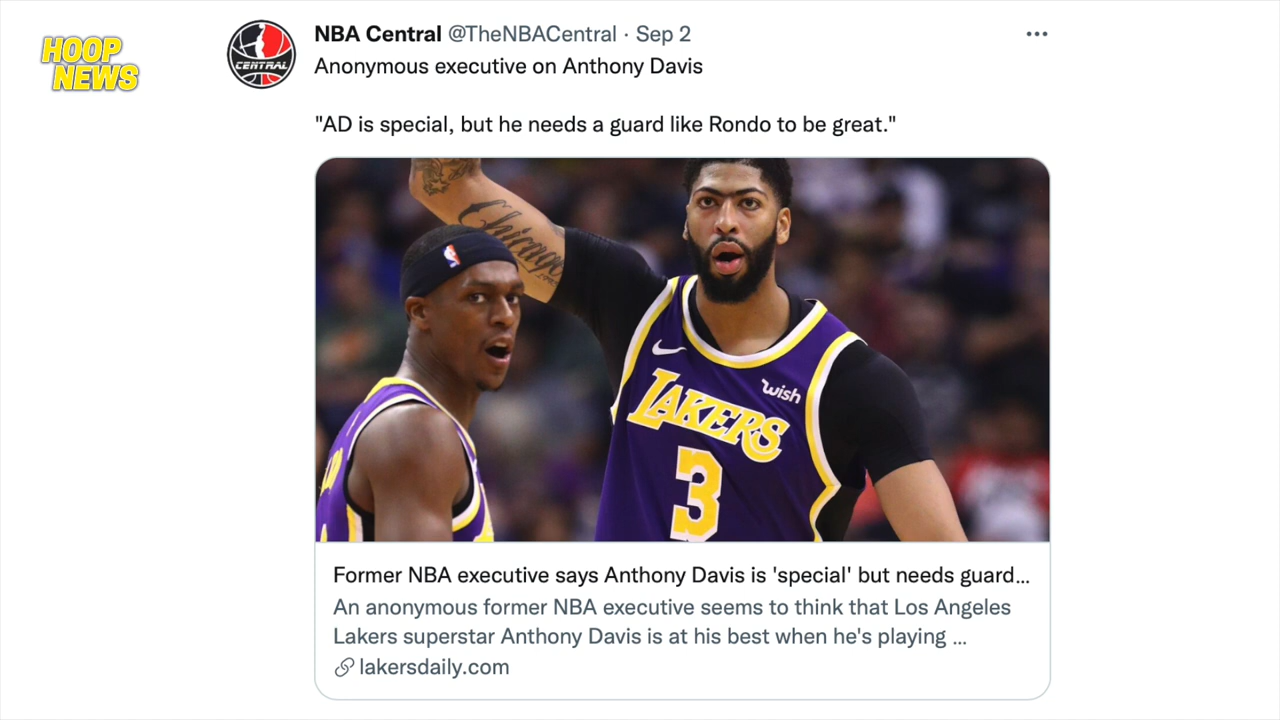 HOOP
NEWS
CENTRAL
NBA Central @TheNBACentral · Sep 2
Anonymous executive on Anthony Davis
"AD is special, but he needs a guard like Rondo to be great."
Chicago
wish
LAKERS
3
Former NBA executive says Anthony Davis is 'special' but needs guard...
An anonymous former NBA executive seems to think that Los Angeles
Lakers superstar Anthony Davis is at his best when he's playing ...
lakersdaily.com